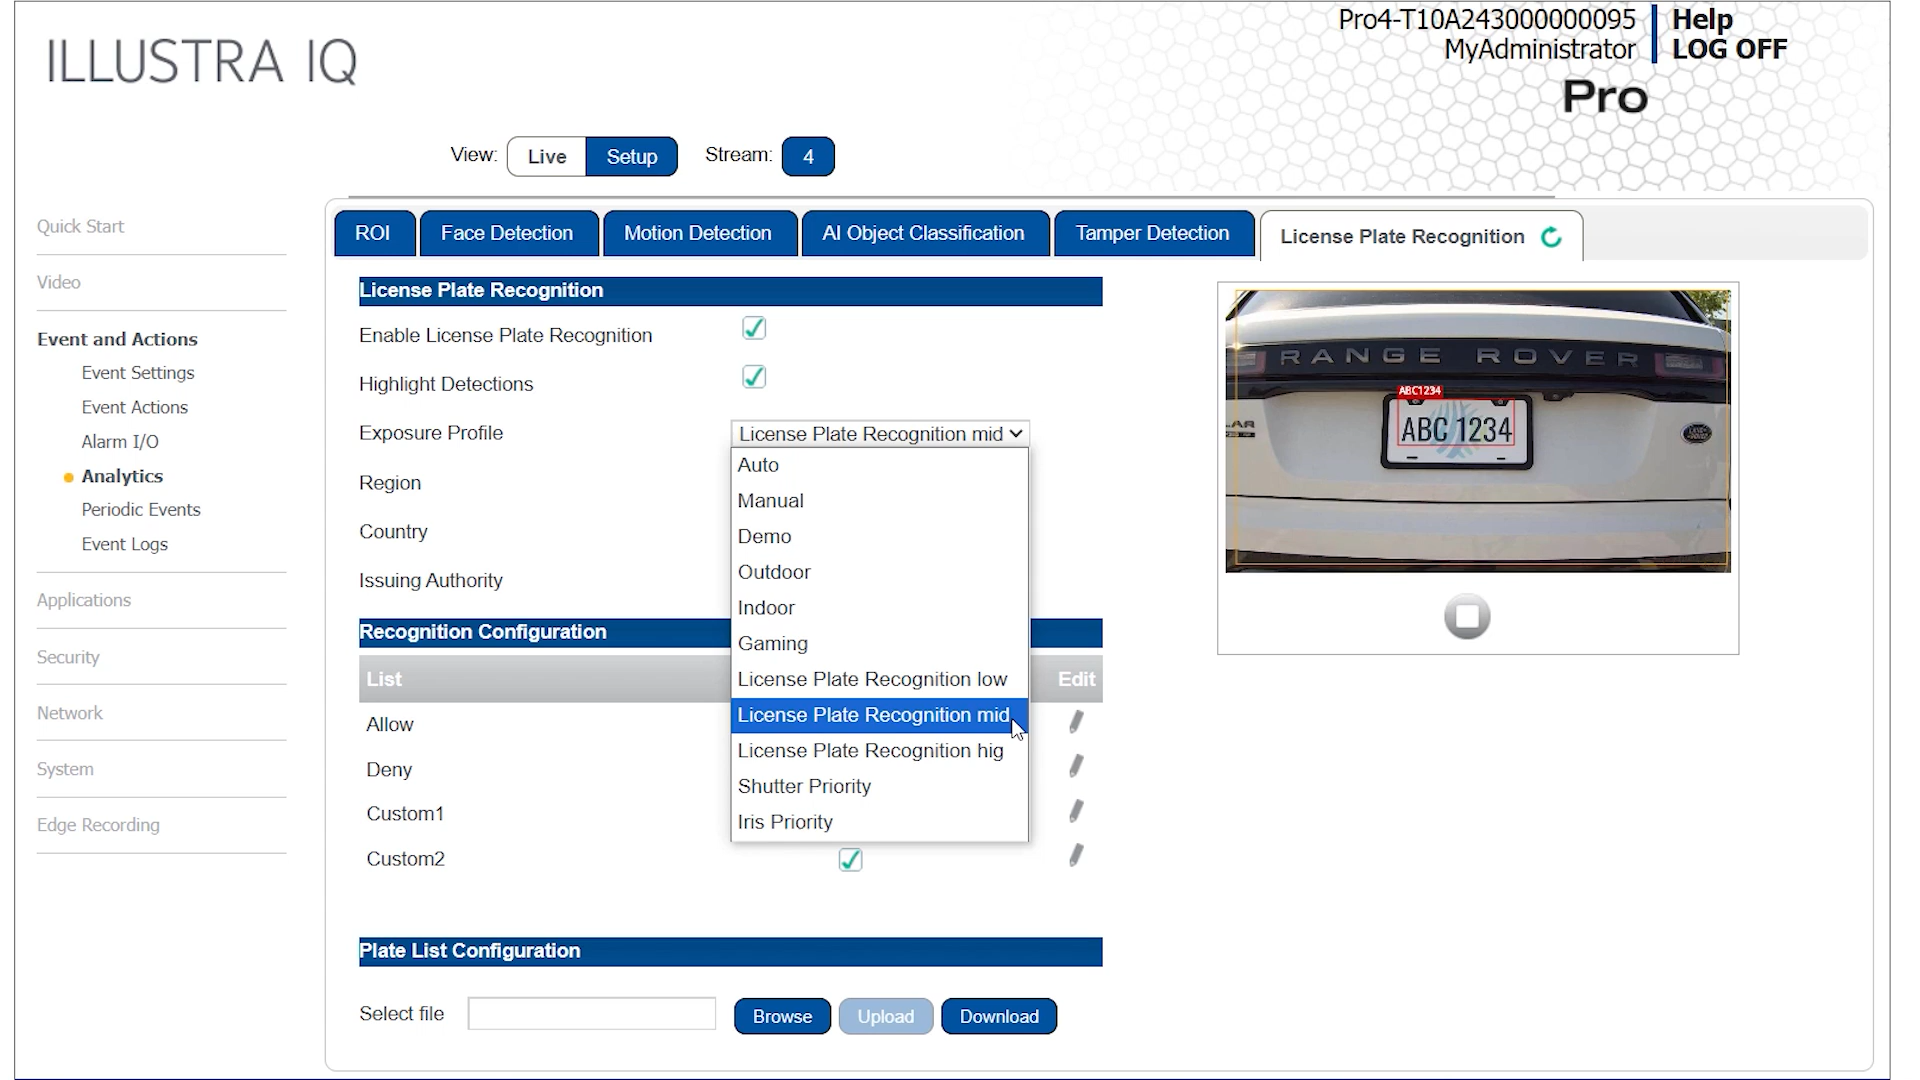 ILLUSTRA IQ
Pro4-T10A243000000095
MyAdministrator
Help
LOG OFF
Pro
View: Live Setup Stream: 4
Quick Start
Video
Event and Actions
Event Settings
Event Actions
Alarm I/O
Analytics
Periodic Events
Event Logs
Applications
Security
Network
System
Edge Recording
ROI Face Detection Motion Detection AI Object Classification Tamper Detection License Plate Recognition
License Plate Recognition
Enable License Plate Recognition
Highlight Detections
Exposure Profile License Plate Recognition mid
Region
Country
Issuing Authority
Auto
Manual
Demo
Outdoor
Indoor
Gaming
License Plate Recognition low
License Plate Recognition mid
License Plate Recognition hig
Shutter Priority
Iris Priority
Recognition Configuration
List Edit
Allow
Deny
Custom1
Custom2
Plate List Configuration
Select file Browse Upload Download
RANGE ROVER
ABC1234
ABC 1234